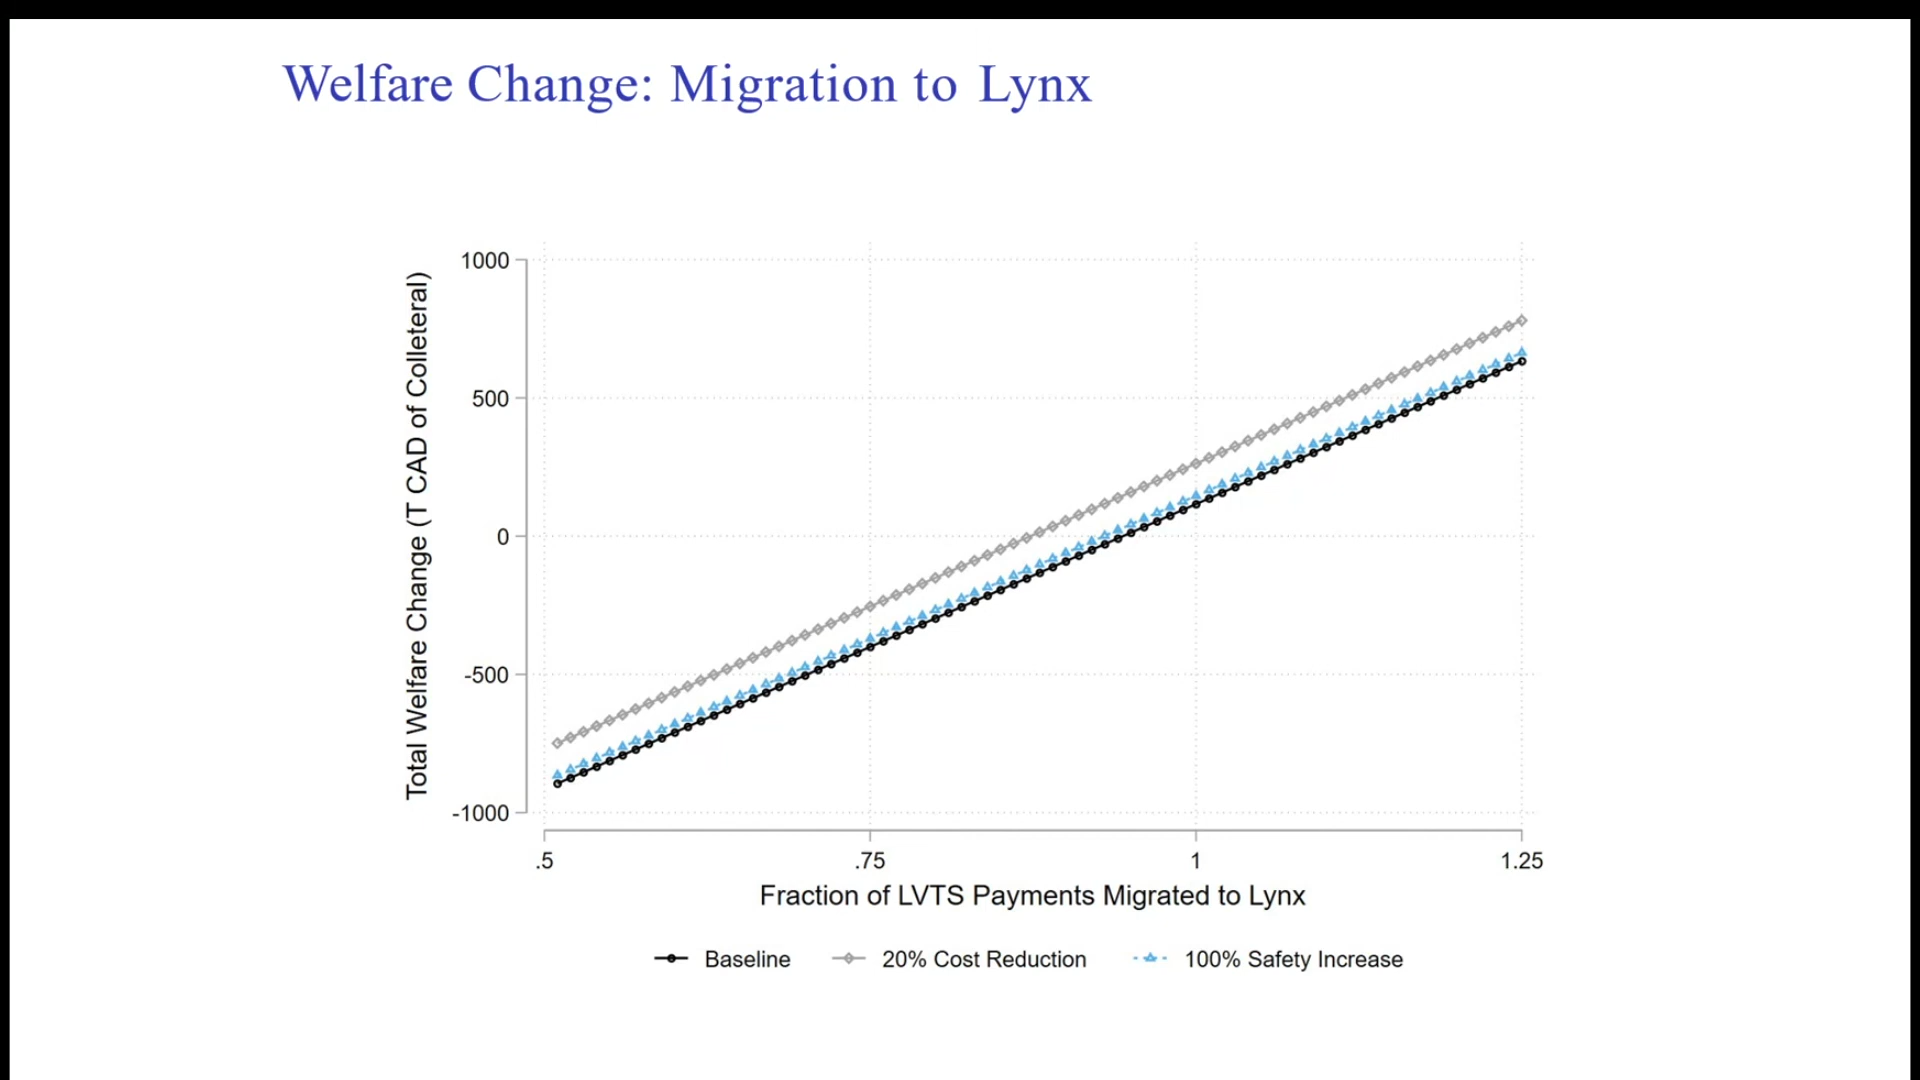 Welfare Change: Migration to Lynx
Total Welfare Change (T CAD of Colleteral)
1000
500
0
-500
-1000
.5 .75 1 1.25
Fraction of LVTS Payments Migrated to Lynx
Baseline 20% Cost Reduction 100% Safety Increase